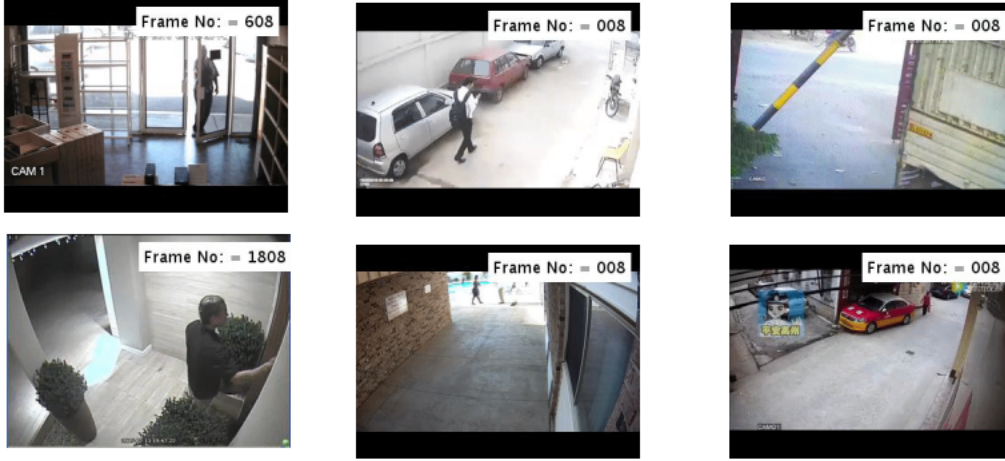 Frame No: = 608
CAM 1
Frame No: = 008
Frame No: = 008
Frame No: = 1808
Frame No: = 008
Frame No: = 008
平安高州